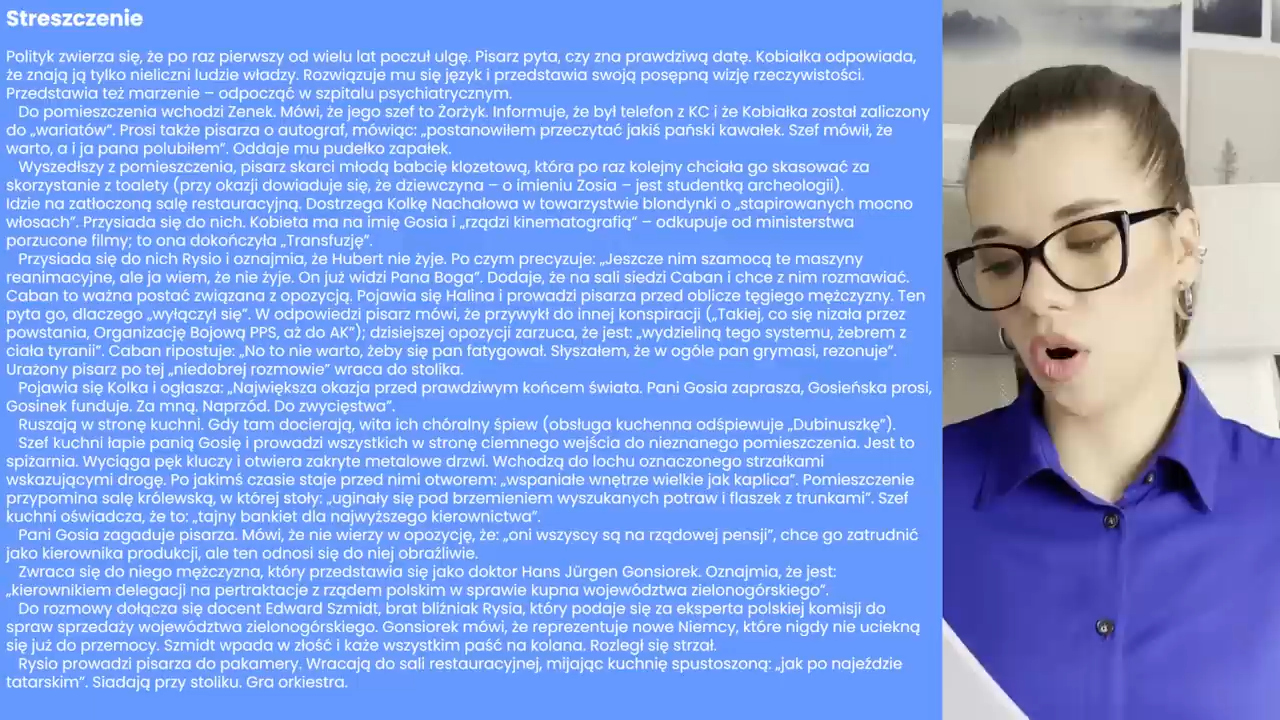 Streszczenie
Polityk zwierza się, że po raz pierwszy od wielu lat poczuł ulgę. Pisarz pyta, czy zna prawdziwą datę. Kobiałka odpowiada,
że znają ją tylko nieliczni ludzie władzy. Rozwiązuje mu się język i przedstawia swoją posępną wizję rzeczywistości.
Przedstawia też marzenie – odpocząć w szpitalu psychiatrycznym.
Do pomieszczenia wchodzi Zenek. Mówi, że jego szef to Żorżyk. Informuje, że był telefon z KC i że Kobiałka został zaliczony
do „wariatów”. Prosi także pisarza o autograf, mówiąc: „postanowiłem przeczytać jakiś pański kawałek. Szef mówił, że
warto, a i ja pana polubiłem”. Oddaje mu pudełko zapałek.
Wyszedłszy z pomieszczenia, pisarz skarci młodą babcię klozetową, która po raz kolejny chciała go skasować za
skorzystanie z toalety (przy okazji dowiaduje się, że dziewczyna – o imieniu Zosia – jest studentką archeologii).
Idzie na zatłoczoną salę restauracyjną. Dostrzega Kolkę Nachałowa w towarzystwie blondynki o „stapirowanych mocno
włosach”. Przysiada się do nich. Kobieta ma na imię Gosia i „rządzi kinematografią” – odkupuje od ministerstwa
porzucone filmy; to ona dokończyła „Transfuzję”.
Przysiada się do nich Rysio i oznajmia, że Hubert nie żyje. Po czym precyzuje: „Jeszcze nim szamocą te maszyny
reanimacyjne, ale ja wiem, że nie żyje. On już widzi Pana Boga”. Dodaje, że na sali siedzi Caban i chce z nim rozmawiać.
Caban to ważna postać związana z opozycją. Pojawia się Halina i prowadzi pisarza przed oblicze tęgiego mężczyzny. Ten
pyta go, dlaczego „wyłączył się”. W odpowiedzi pisarz mówi, że przywykł do innej konspiracji („Takiej, co się nizała przez
powstania, Organizację Bojową PPS, aż do AK”); dzisiejszej opozycji zarzuca, że jest: „wydzieliną tego systemu, żebrem z
ciała tyranii”. Caban ripostuje: „No to nie warto, żeby się pan fatygował. Słyszałem, że w ogóle pan grymasi, rezonuje”.
Urażony pisarz po tej „niedobrej rozmowie” wraca do stolika.
Pojawia się Kolka i ogłasza: „Największa okazja przed prawdziwym końcem świata. Pani Gosia zaprasza, Gosieńska prosi,
Gosinek funduje. Za mną. Naprzód. Do zwycięstwa”.
Ruszają w stronę kuchni. Gdy tam docierają, wita ich chóralny śpiew (obsługa kuchenna odśpiewuje „Dubinuszkę”).
Szef kuchni łapie panią Gosię i prowadzi wszystkich w stronę ciemnego wejścia do nieznanego pomieszczenia. Jest to
spiżarnia. Wyciąga pęk kluczy i otwiera zakryte metalowe drzwi. Wchodzą do lochu oznaczonego strzałkami
wskazującymi drogę. Po jakimś czasie staje przed nimi otworem: „wspaniałe wnętrze wielkie jak kaplica”. Pomieszczenie
przypomina salę królewską, w której stoły: „uginały się pod brzemieniem wyszukanych potraw i flaszek z trunkami”. Szef
kuchni oświadcza, że to: „tajny bankiet dla najwyższego kierownictwa”.
Pani Gosia zagaduje pisarza. Mówi, że nie wierzy w opozycję, że: „oni wszyscy są na rządowej pensji”, chce go zatrudnić
jako kierownika produkcji, ale ten odnosi się do niej obraźliwie.
Zwraca się do niego mężczyzna, który przedstawia się jako doktor Hans Jürgen Gonsiorek. Oznajmia, że jest:
„kierownikiem delegacji na pertraktacje z rządem polskim w sprawie kupna województwa zielonogórskiego”.
Do rozmowy dołącza się docent Edward Szmidt, brat bliźniak Rysia, który podaje się za eksperta polskiej komisji do
spraw sprzedaży województwa zielonogórskiego. Gonsiorek mówi, że reprezentuje nowe Niemcy, które nigdy nie uciekną
się już do przemocy. Szmidt wpada w złość i każe wszystkim paść na kolana. Rozległ się strzał.
Rysio prowadzi pisarza do pakamery. Wracają do sali restauracyjnej, mijając kuchnię spustoszoną: „jak po najeździe
tatarskim”. Siadają przy stoliku. Gra orkiestra.